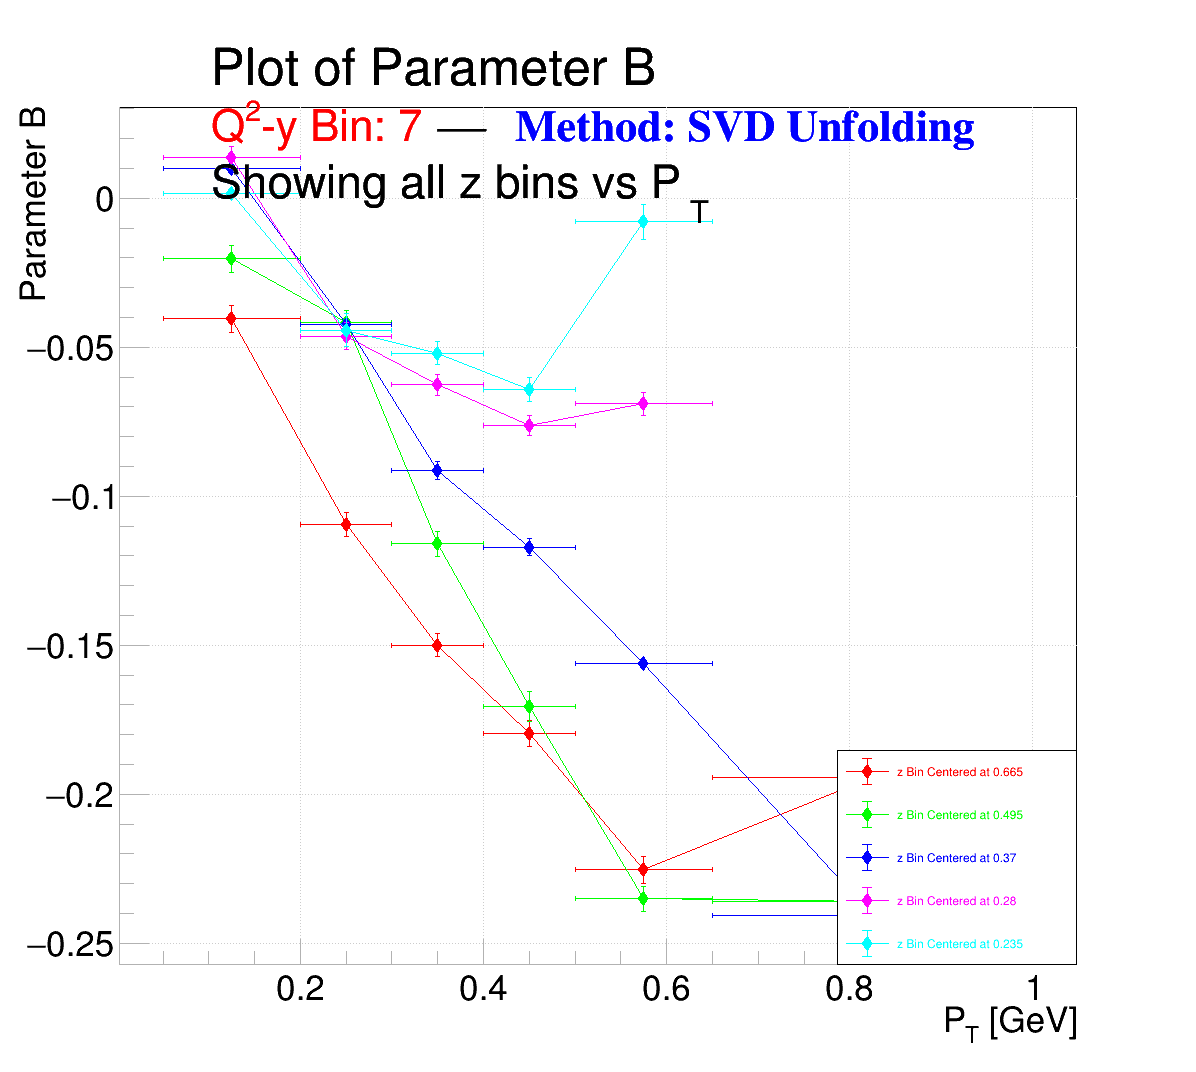 Plot of Parameter B
Q²-y Bin: 7 — Method: SVD Unfolding
Showing all z bins vs P_T
Parameter B
0
−0.05
−0.1
−0.15
−0.2
−0.25
z Bin Centered at 0.665
z Bin Centered at 0.495
z Bin Centered at 0.37
z Bin Centered at 0.28
z Bin Centered at 0.235
0.2 0.4 0.6 0.8 1
P_T [GeV]